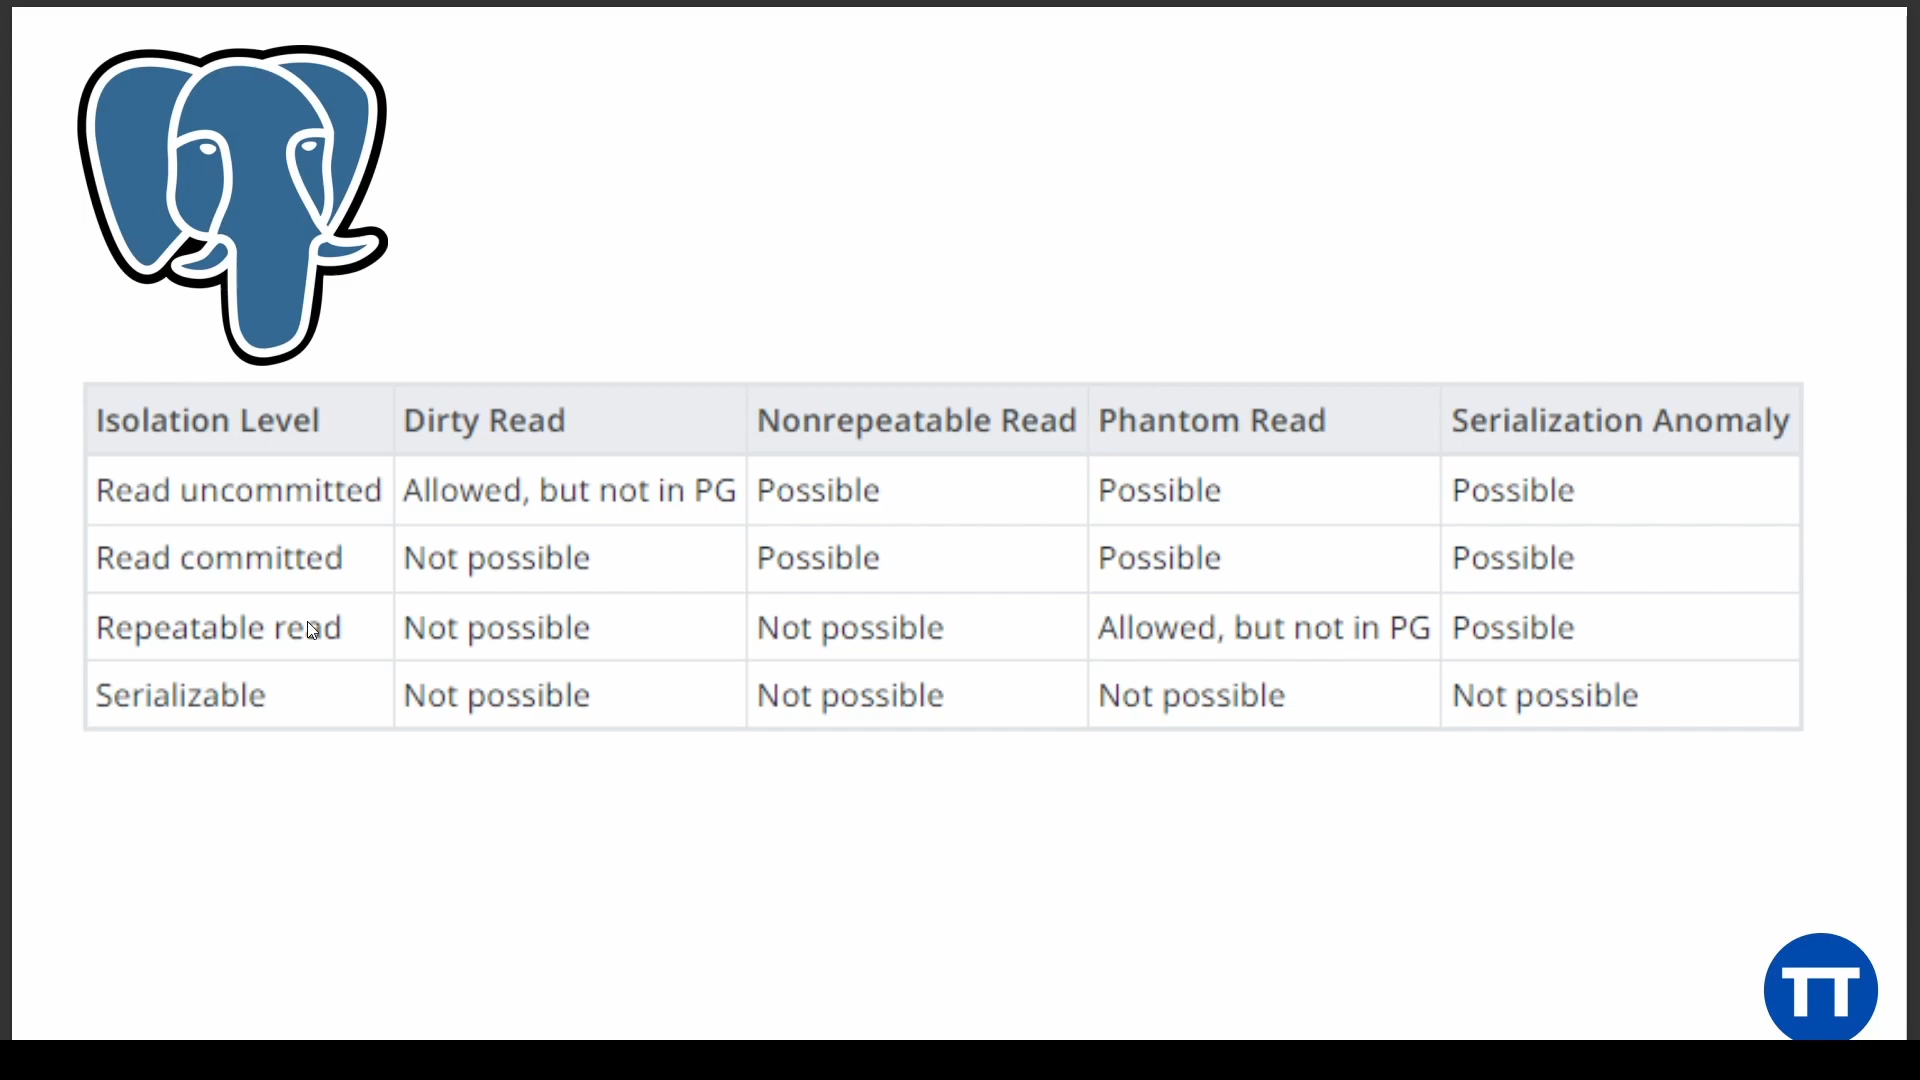 Isolation Level Dirty Read Nonrepeatable Read Phantom Read Serialization Anomaly
Read uncommitted Allowed, but not in PG Possible Possible Possible
Read committed Not possible Possible Possible Possible
Repeatable read Not possible Not possible Allowed, but not in PG Possible
Serializable Not possible Not possible Not possible Not possible
TT